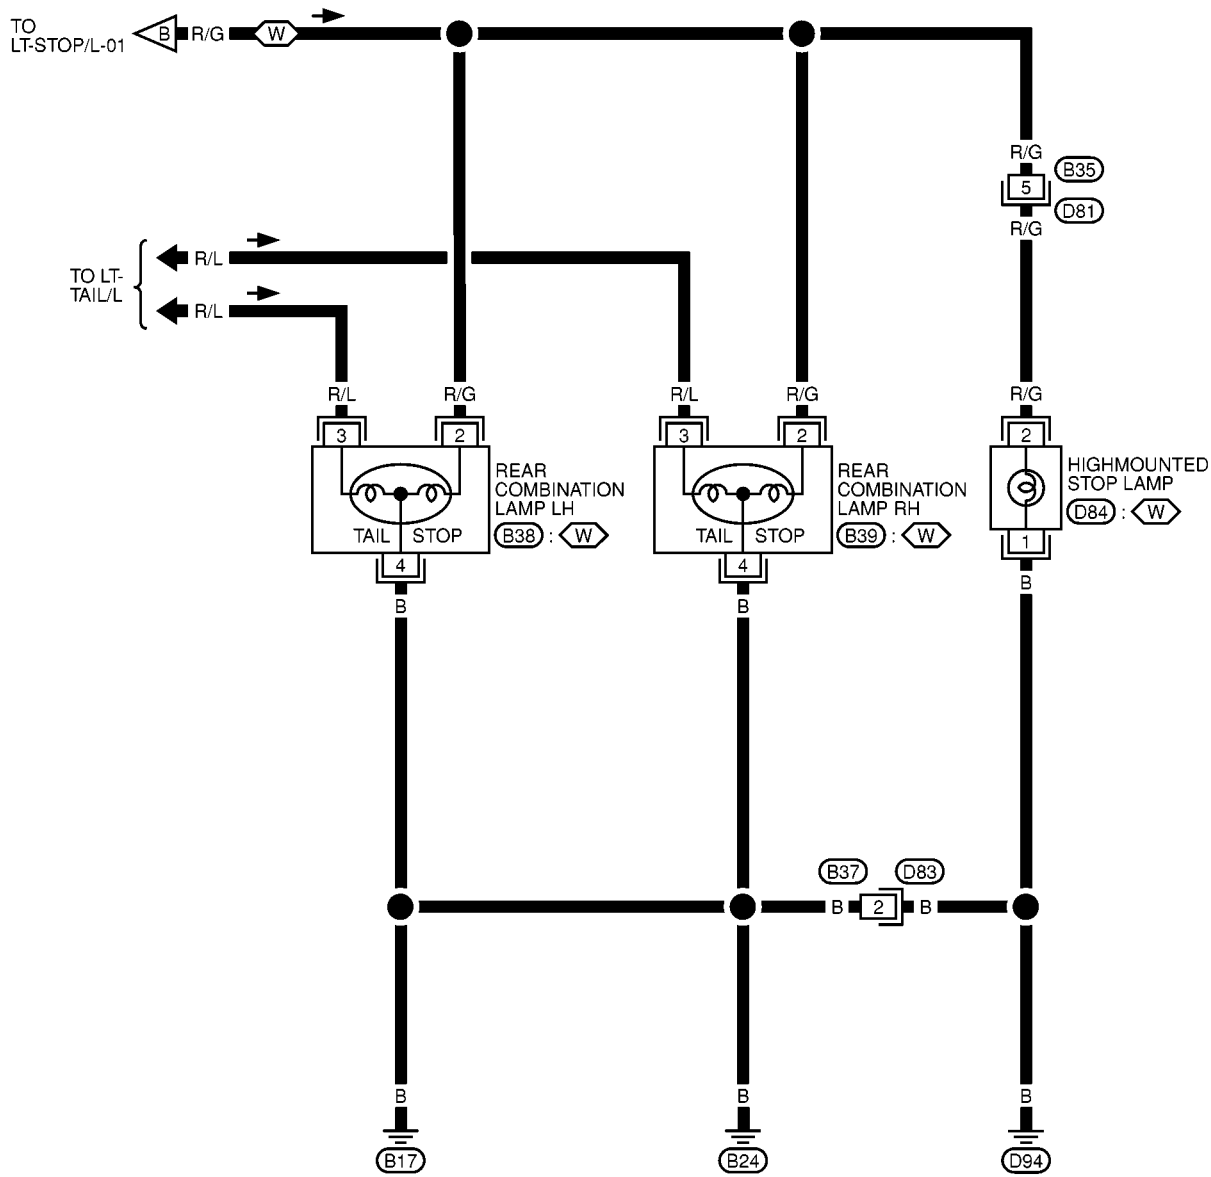 TO
LT-STOP/L-01
B
R/G
W
R/G
5
B35
D81
R/G
TO LT-
TAIL/L
R/L
R/L
R/L
R/G
R/L
R/G
R/G
3
2
3
2
2
REAR
COMBINATION
LAMP LH
B38 : W
TAIL
STOP
4
REAR
COMBINATION
LAMP RH
B39 : W
TAIL
STOP
4
HIGHMOUNTED
STOP LAMP
D84 : W
1
B
B
B
B37
D83
B
2
B
B
B
B
B17
B24
D94